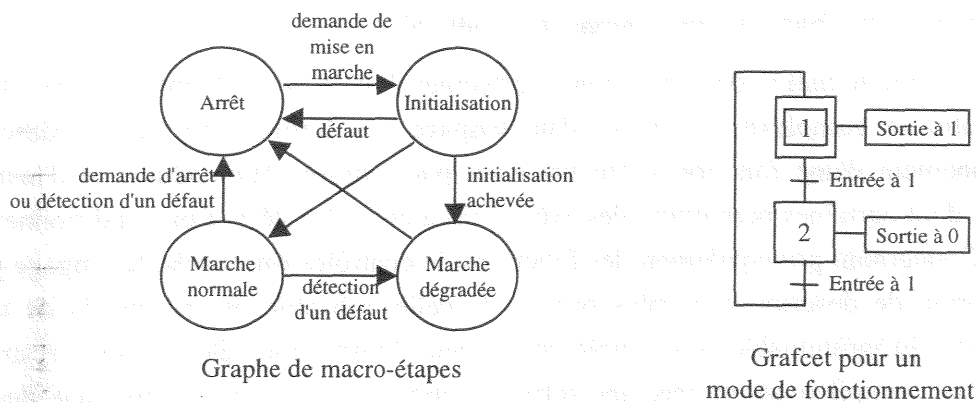 demande de
mise en
marche
Arrêt
Initialisation
défaut
demande d'arrêt
ou détection d'un défaut
initialisation
achevée
Marche
normale
détection
d'un défaut
Marche
dégradée
Graphe de macro-étapes
1
Sortie à 1
Entrée à 1
2
Sortie à 0
Entrée à 1
Grafcet pour un
mode de fonctionnement